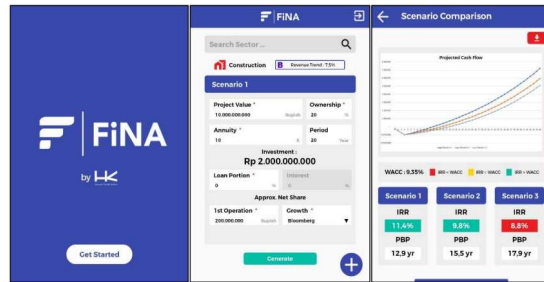 FiNA
by HK
Get Started
FiNA
Search Sector ...
Construction
Revenue Trend : 7,5%
Scenario 1
Project Value *
Ownership *
10.000.000.000
Rupiah
20
%
Annuity *
Period
10
20
Year
Investment :
Rp 2.000.000.000
Loan Portion *
Interest
0
%
%
Approx. Net Share
1st Operation *
Growth *
200.000.000
Rupiah
Bloomberg
Generate
Scenario Comparison
Projected Cash Flow
WACC : 9,35%
IRR < WACC
IRR = WACC
IRR > WACC
Scenario 1
Scenario 2
Scenario 3
IRR
IRR
IRR
11,4%
9,8%
8,8%
PBP
PBP
PBP
12,9 yr
15,5 yr
17,9 yr